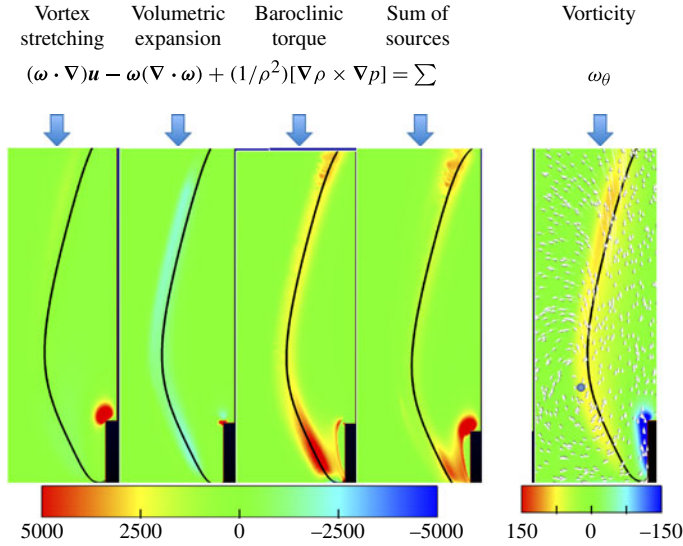 Vortex stretching
Volumetric expansion
Baroclinic torque
Sum of sources
Vorticity
(ω · ∇)u − ω(∇ · ω) + (1/ρ²)[∇ρ × ∇p] = ∑
ω_θ
5000 2500 0 −2500 −5000
150 0 −150